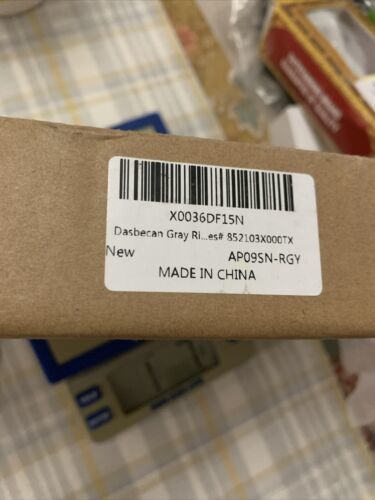 X0036DF15N
Dasbecan Gray Ri...es# 852103X000TX
New
AP09SN-RGY
MADE IN CHINA